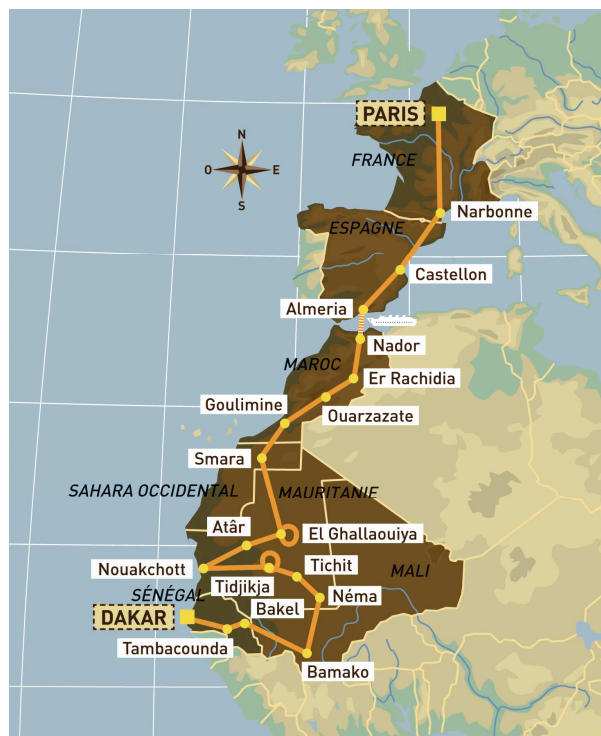 PARIS
FRANCE
N
O
E
S
Narbonne
ESPAGNE
Castellon
Almeria
Nador
MAROC
Er Rachidia
Ouarzazate
Goulimine
Smara
SAHARA OCCIDENTAL
MAURITANIE
Atâr
El Ghallaouiya
Nouakchott
Tichit
MALI
Tidjikja
SÉNÉGAL
Néma
Bakel
DAKAR
Tambacounda
Bamako